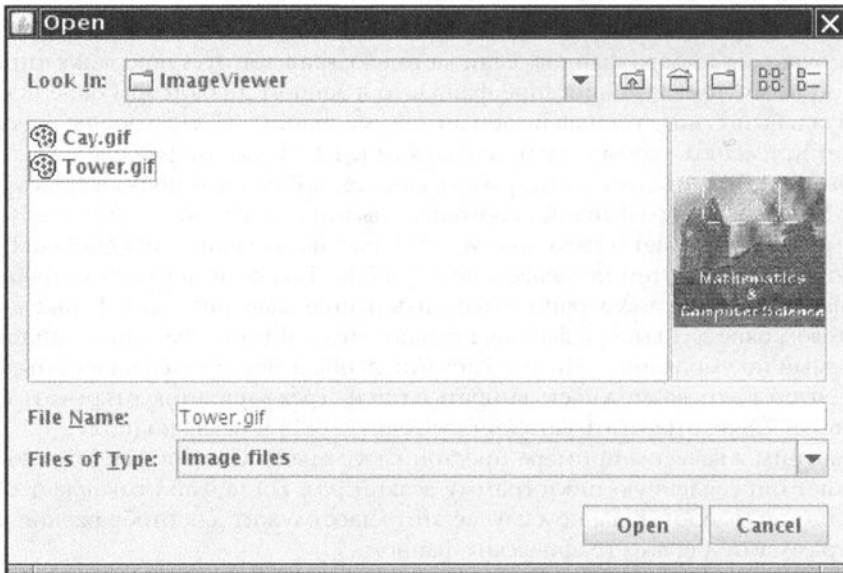 Open
Look In: ImageViewer
Cay.gif
Tower.gif
Mathematics
&
Computer Science
File Name: Tower.gif
Files of Type: Image files
Open Cancel